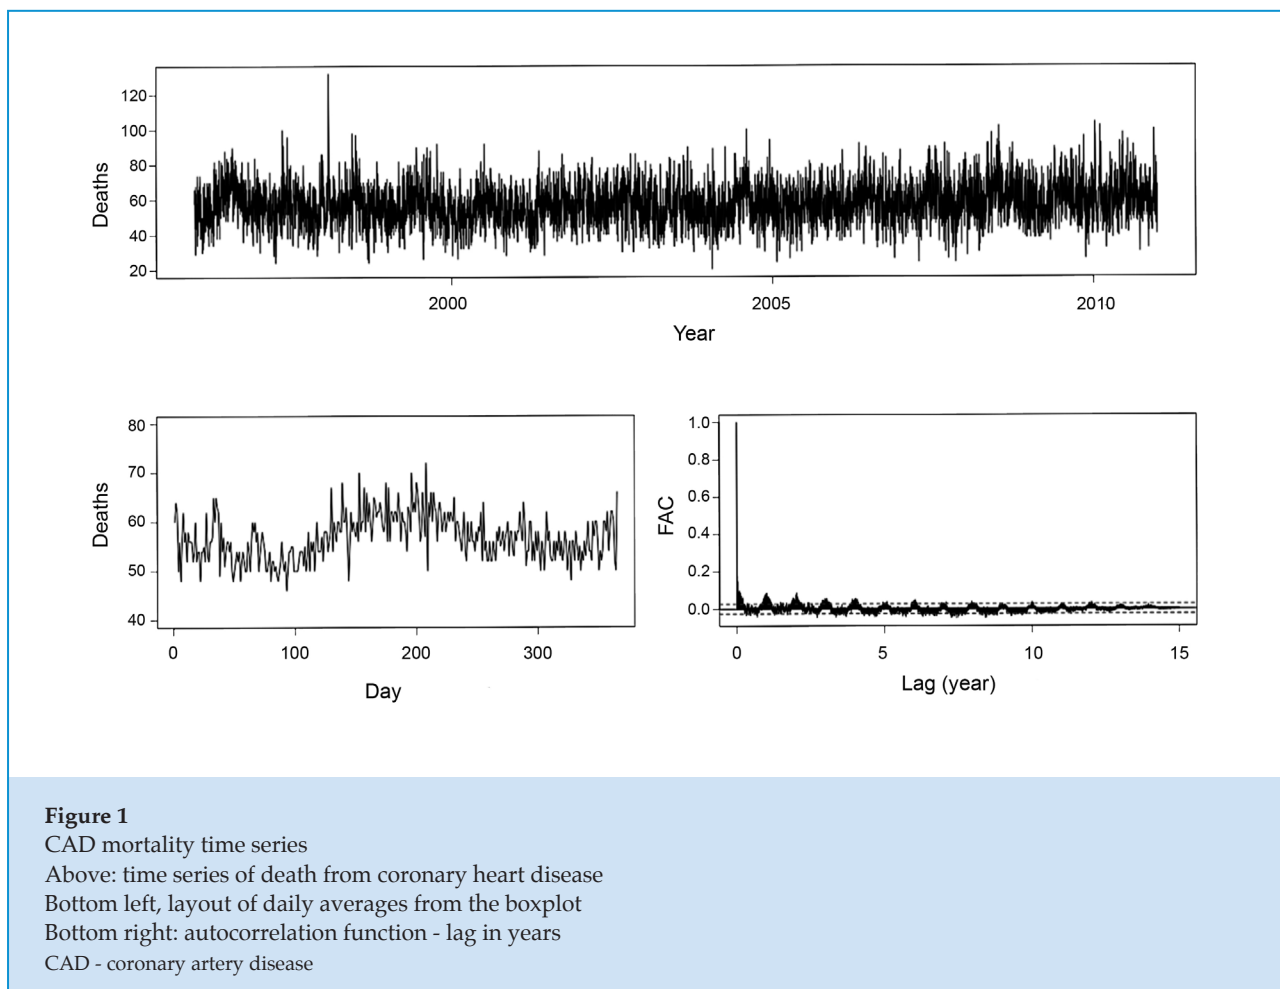 120
100
80
60
40
20
Deaths
2000
2005
2010
Year
80
70
60
50
40
Deaths
0
100
200
300
Day
1.0
0.8
0.6
0.4
0.2
0.0
FAC
0
5
10
15
Lag (year)
Figure 1
CAD mortality time series
Above: time series of death from coronary heart disease
Bottom left, layout of daily averages from the boxplot
Bottom right: autocorrelation function - lag in years
CAD - coronary artery disease